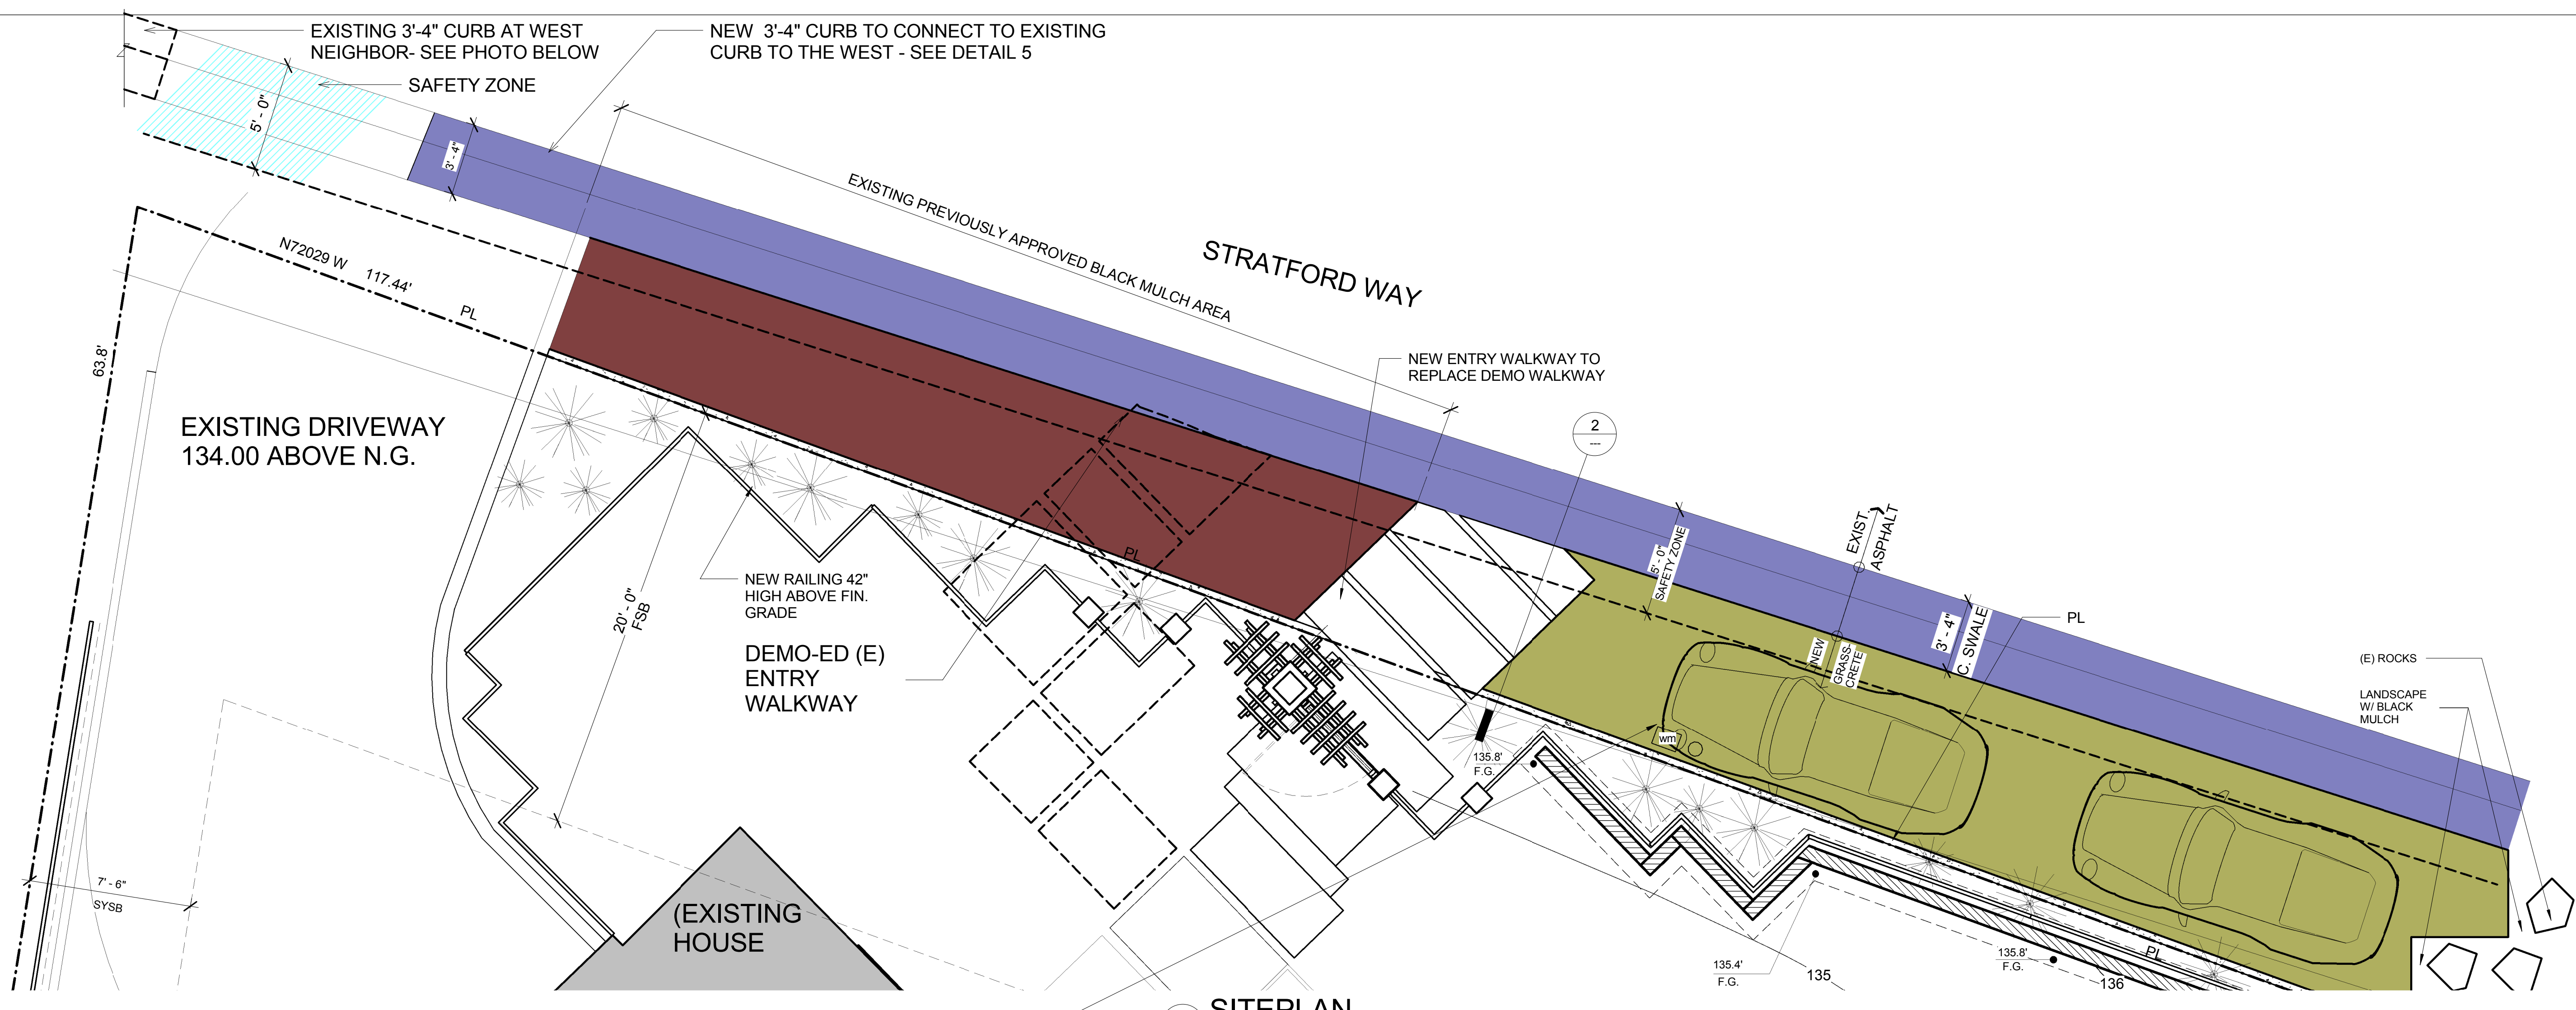 EXISTING 3'-4" CURB AT WEST
NEIGHBOR- SEE PHOTO BELOW
SAFETY ZONE
NEW 3'-4" CURB TO CONNECT TO EXISTING
CURB TO THE WEST - SEE DETAIL 5
5' - 0"
3' - 4"
EXISTING PREVIOUSLY APPROVED BLACK MULCH AREA
STRATFORD WAY
N72029 W 117.44'
PL
63.8'
EXISTING DRIVEWAY
134.00 ABOVE N.G.
NEW ENTRY WALKWAY TO
REPLACE DEMO WALKWAY
2
---
EXIST.
ASPHALT
5' - 0"
SAFETY ZONE
NEW
GRASS-
CRETE
3' - 4"
C. SWALE
PL
(E) ROCKS
LANDSCAPE
W/ BLACK
MULCH
PL
NEW RAILING 42"
HIGH ABOVE FIN.
GRADE
20' - 0"
FSB
DEMO-ED (E)
ENTRY
WALKWAY
wm
135.8'
F.G.
7' - 6"
SYSB
(EXISTING
HOUSE
135.4'
F.G.
135
135.8'
F.G.
136
PL
SITEPLAN